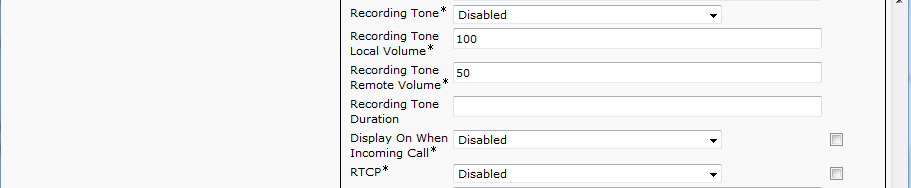 Recording Tone* Disabled
Recording Tone
Local Volume* 100
Recording Tone
Remote Volume* 50
Recording Tone
Duration
Display On When
Incoming Call* Disabled
RTCP* Disabled